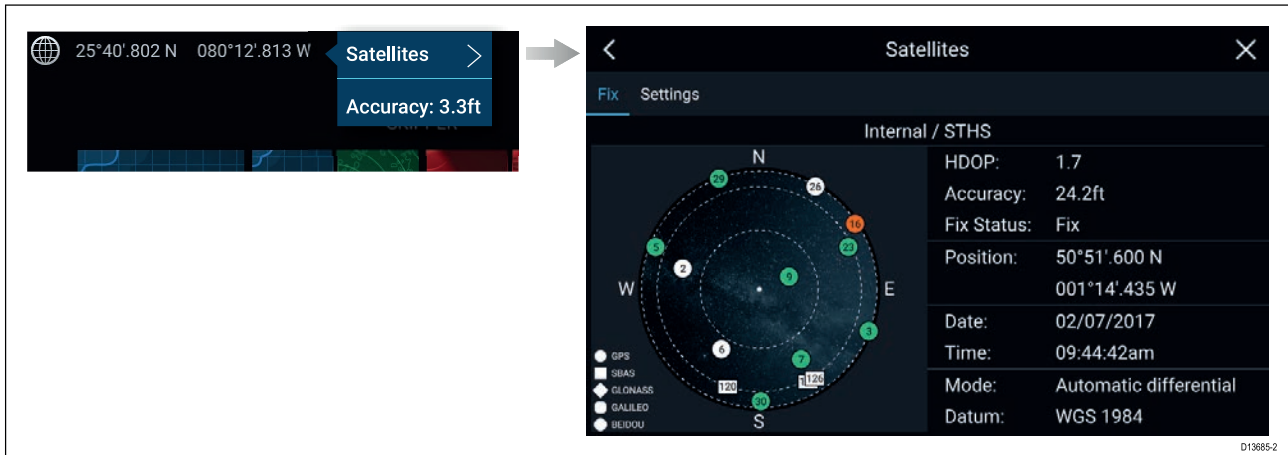 25°40'.802 N 080°12'.813 W
Satellites
Accuracy: 3.3ft
Satellites
Fix Settings
Internal / STHS
N
29
26
16
5
23
2
9
W
E
3
6
7
120
126
30
S
GPS
SBAS
GLONASS
GALILEO
BEIDOU
HDOP: 1.7
Accuracy: 24.2ft
Fix Status: Fix
Position: 50°51'.600 N
001°14'.435 W
Date: 02/07/2017
Time: 09:44:42am
Mode: Automatic differential
Datum: WGS 1984
D13685-2